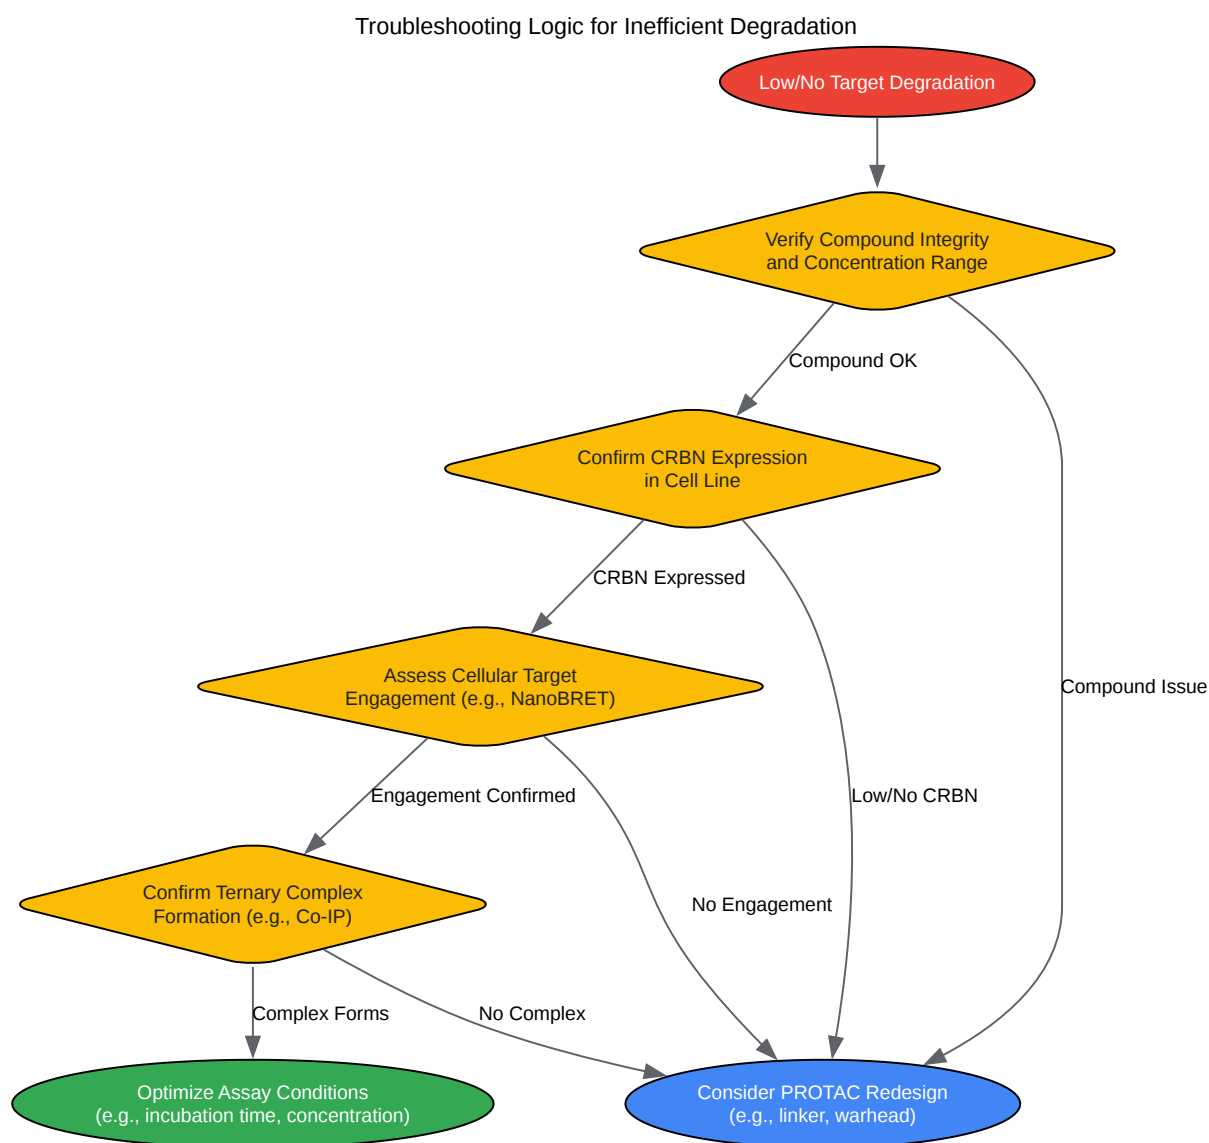 Troubleshooting Logic for Inefficient Degradation
Low/No Target Degradation
Verify Compound Integrity
and Concentration Range
Compound OK
Confirm CRBN Expression
in Cell Line
CRBN Expressed
Assess Cellular Target
Engagement (e.g., NanoBRET)
Compound Issue
Engagement Confirmed
Low/No CRBN
Confirm Ternary Complex
Formation (e.g., Co-IP)
No Engagement
Complex Forms
No Complex
Optimize Assay Conditions
(e.g., incubation time, concentration)
Consider PROTAC Redesign
(e.g., linker, warhead)